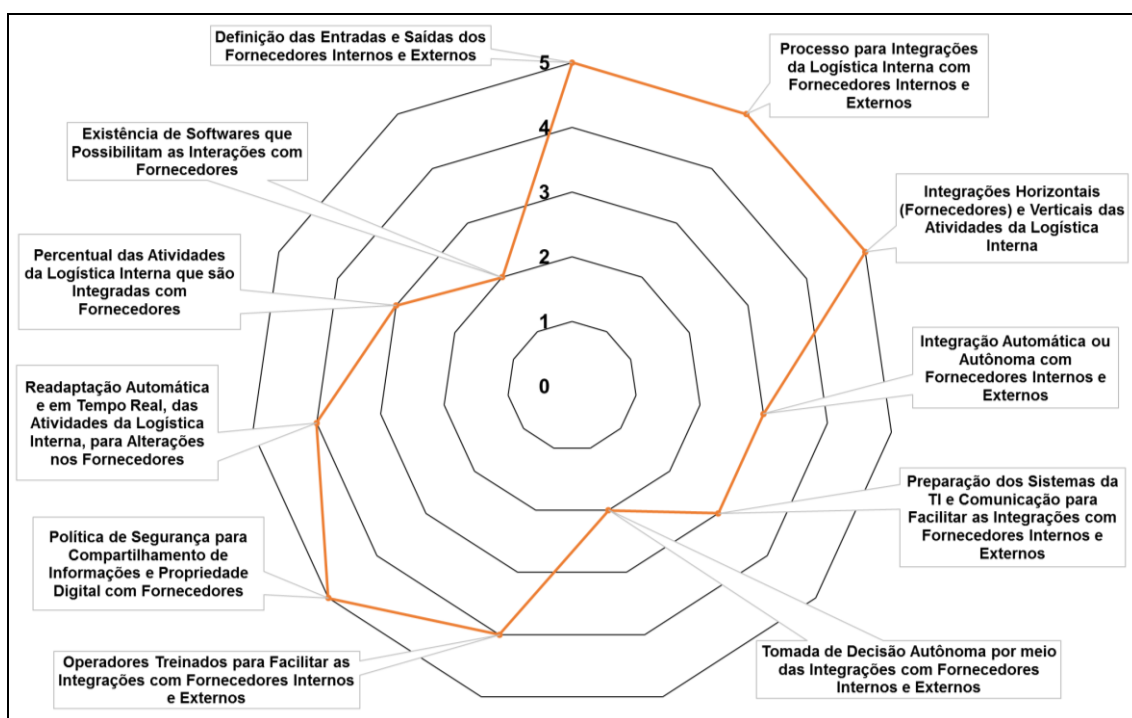 Definição das Entradas e Saídas dos
Fornecedores Internos e Externos
Processo para Integrações
da Logística Interna com
Fornecedores Internos e
Externos
Integrações Horizontais
(Fornecedores) e Verticais das
Atividades da Logística
Interna
Integração Automática ou
Autônoma com
Fornecedores Internos e
Externos
Preparação dos Sistemas da
TI e Comunicação para
Facilitar as Integrações com
Fornecedores Internos e
Externos
Tomada de Decisão Autônoma por meio
das Integrações com Fornecedores
Internos e Externos
Operadores Treinados para Facilitar as
Integrações com Fornecedores Internos
e Externos
Política de Segurança para
Compartilhamento de
Informações e Propriedade
Digital com Fornecedores
Readaptação Automática
e em Tempo Real, das
Atividades da Logística
Interna, para Alterações
nos Fornecedores
Percentual das Atividades
da Logística Interna que são
Integradas com
Fornecedores
Existência de Softwares que
Possibilitam as Interações com
Fornecedores
5
4
3
2
1
0